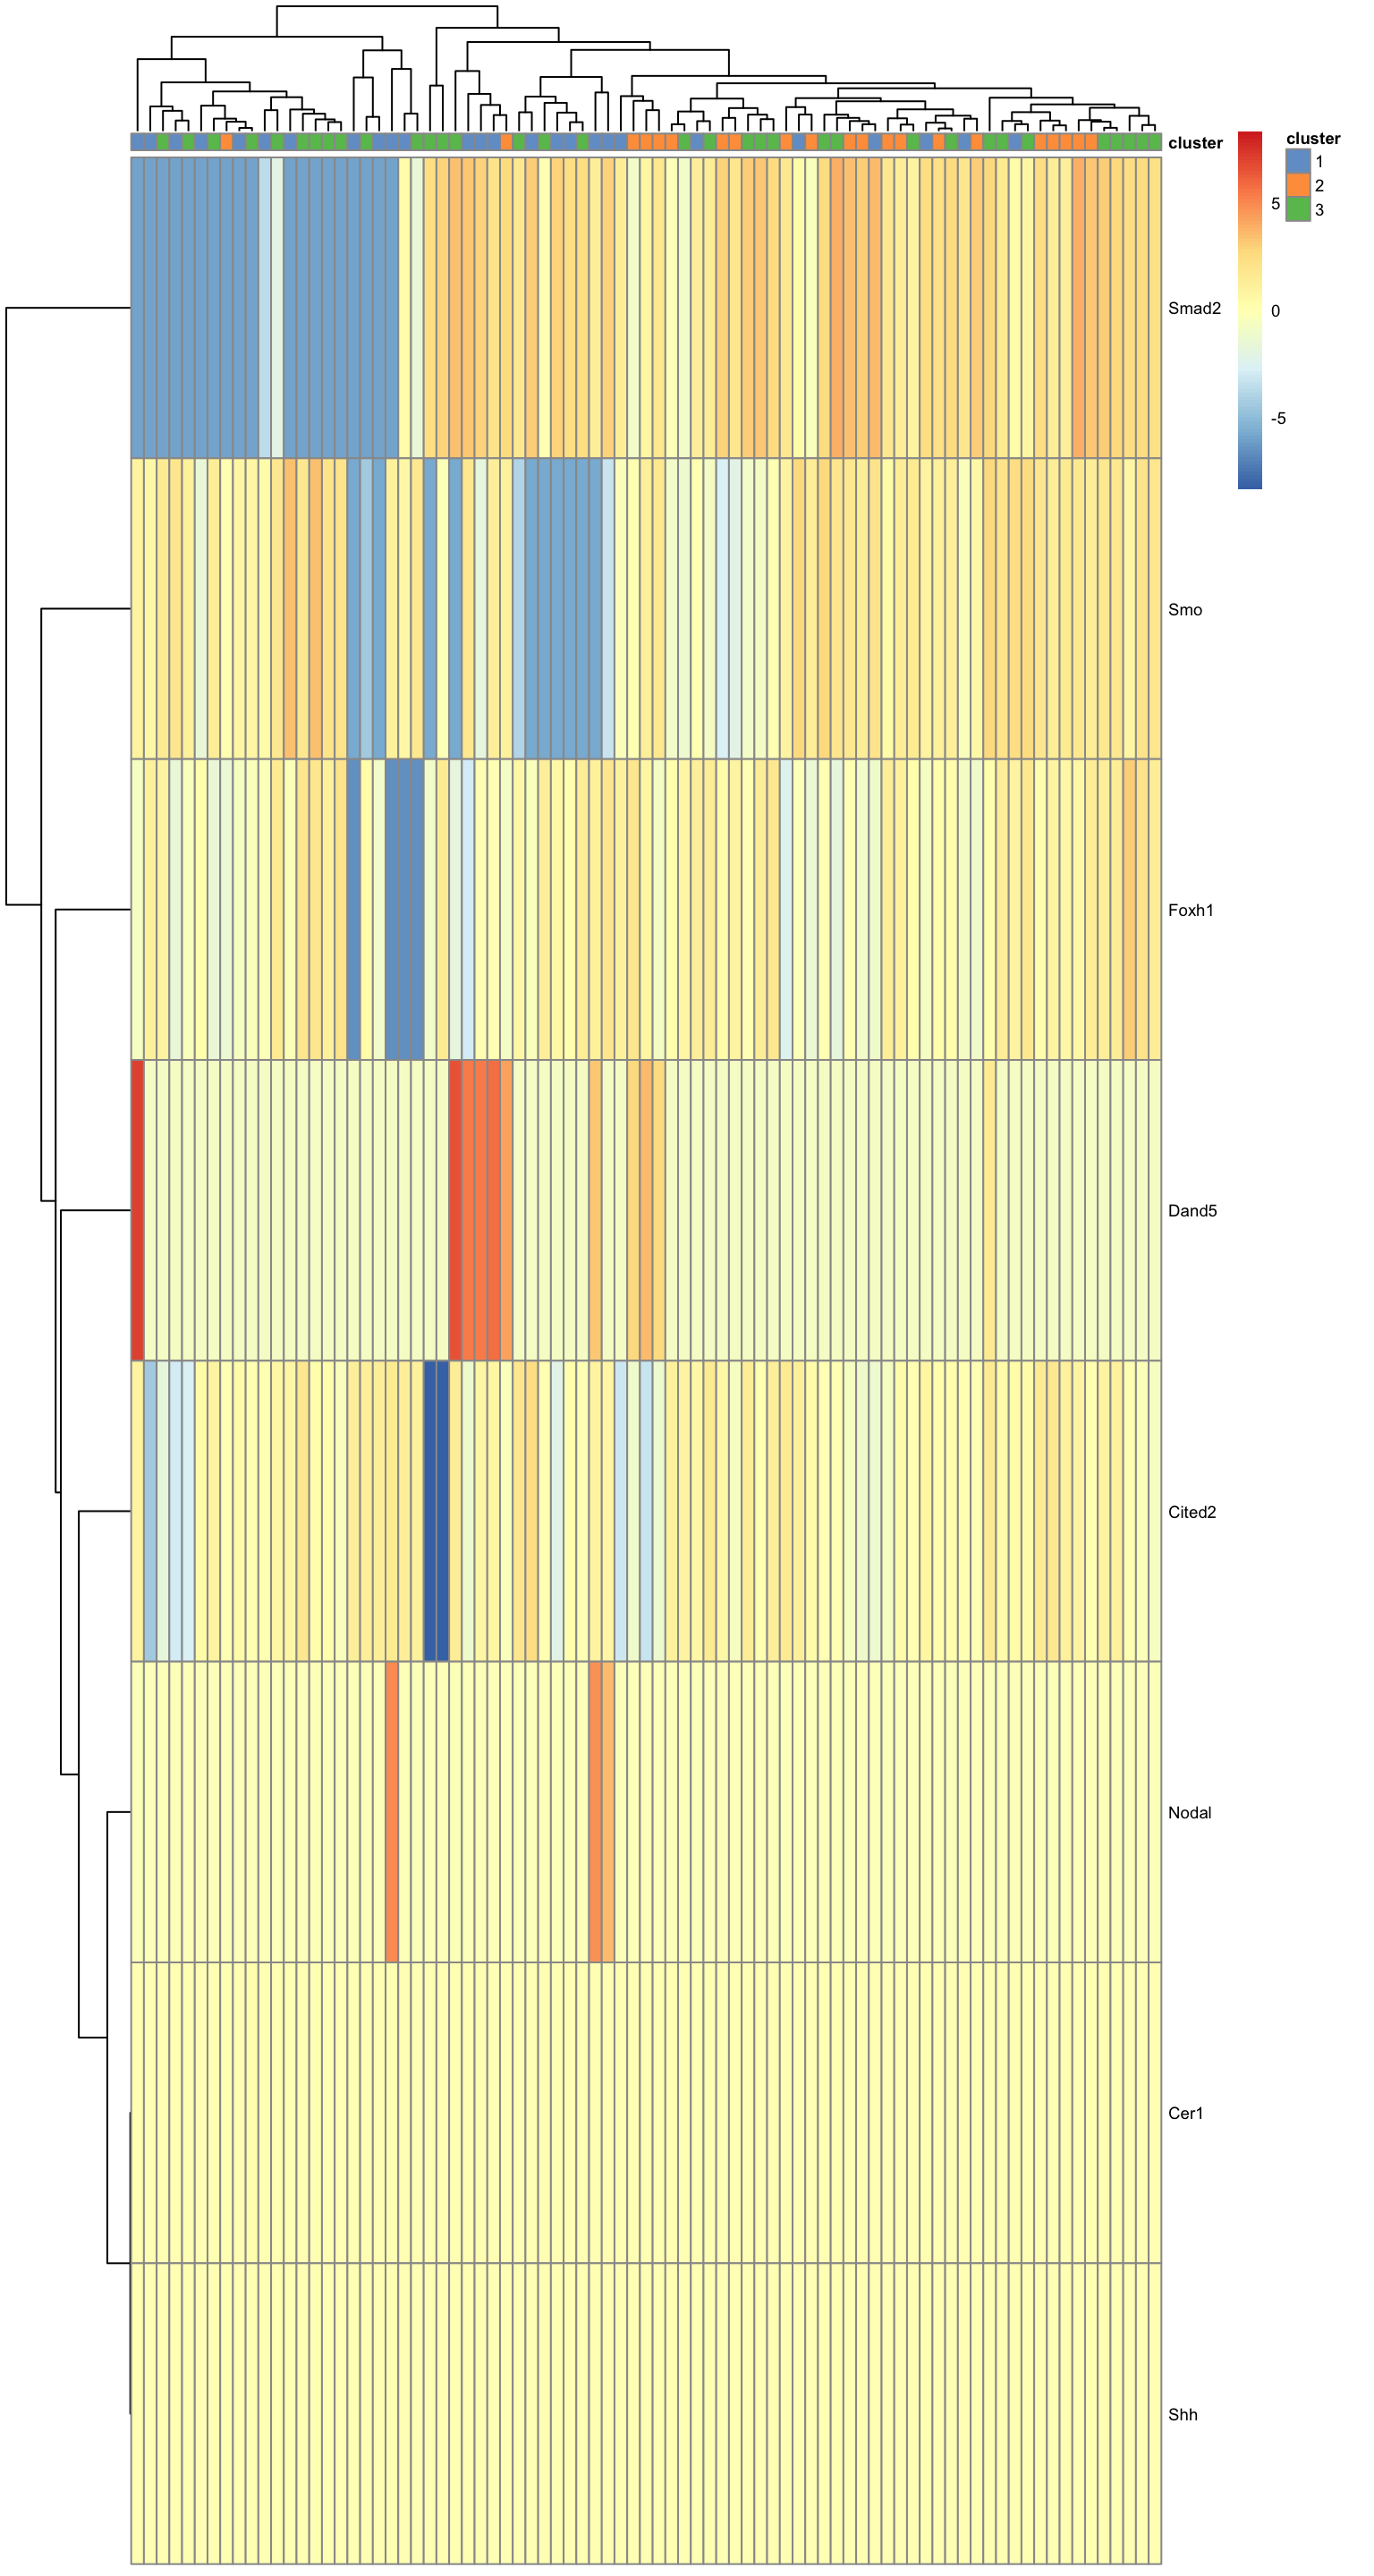 cluster
cluster
1
2
3
5
0
-5
Smad2
Smo
Foxh1
Dand5
Cited2
Nodal
Cer1
Shh